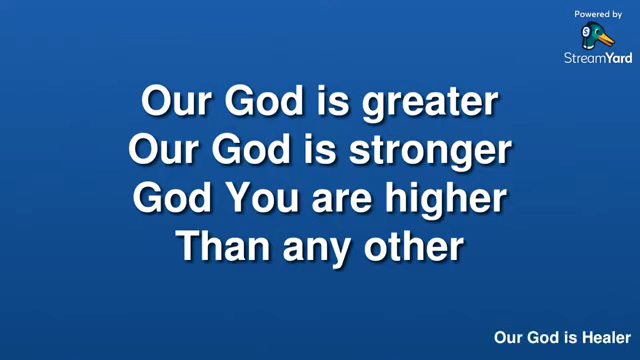 Powered by
StreamYard
Our God is greater
Our God is stronger
God You are higher
Than any other
Our God is Healer